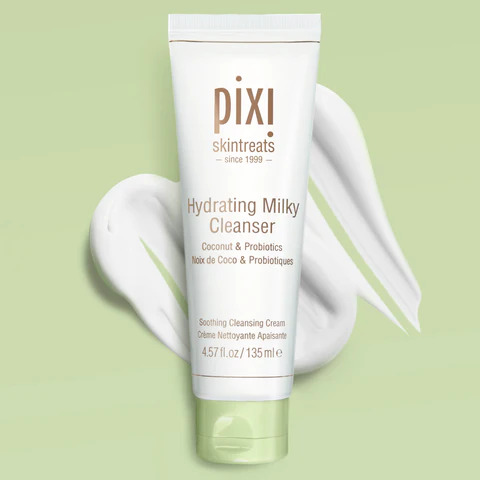 pixi
skintreats
– since 1999 –
Hydrating Milky
Cleanser
Coconut & Probiotics
Noix de Coco & Probiotiques
Soothing Cleansing Cream
Crème Nettoyante Apaisante
4.57 fl.oz / 135 ml ℮